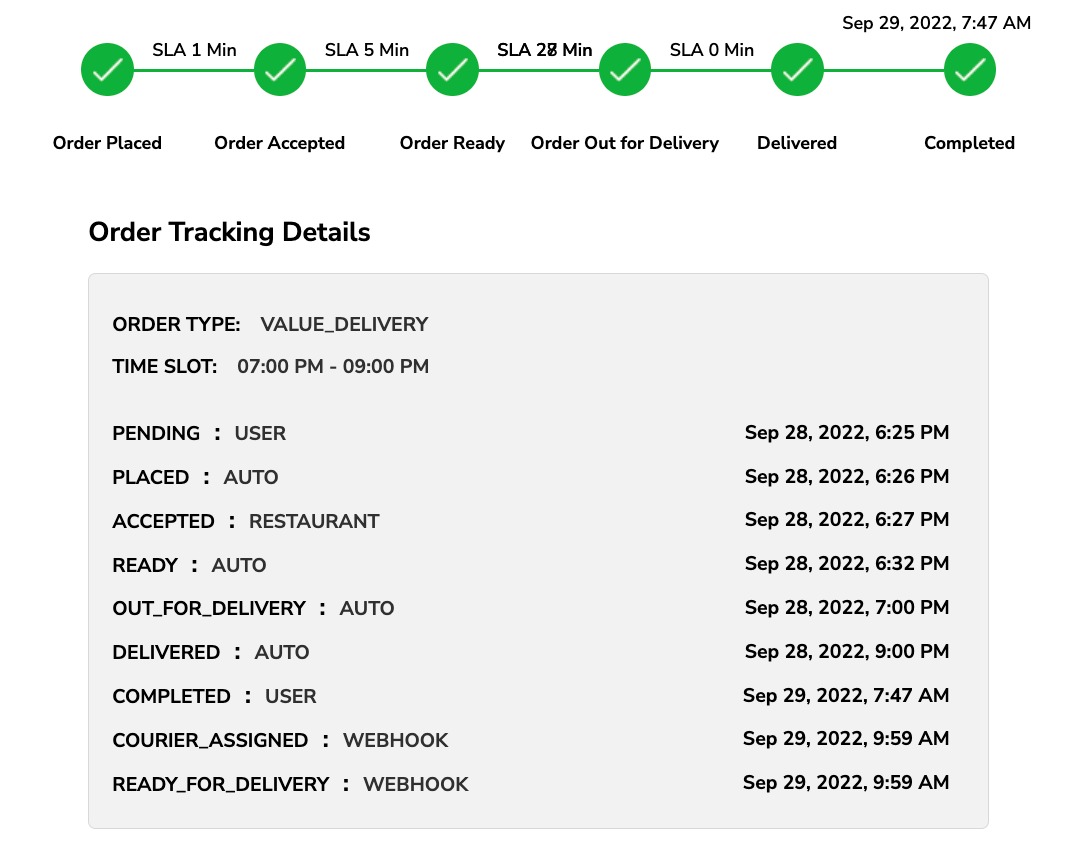 Sep 29, 2022, 7:47 AM
SLA 1 Min SLA 5 Min SLA 28 Min SLA 0 Min
Order Placed Order Accepted Order Ready Order Out for Delivery Delivered Completed
Order Tracking Details
ORDER TYPE: VALUE_DELIVERY
TIME SLOT: 07:00 PM - 09:00 PM
PENDING : USER Sep 28, 2022, 6:25 PM
PLACED : AUTO Sep 28, 2022, 6:26 PM
ACCEPTED : RESTAURANT Sep 28, 2022, 6:27 PM
READY : AUTO Sep 28, 2022, 6:32 PM
OUT_FOR_DELIVERY : AUTO Sep 28, 2022, 7:00 PM
DELIVERED : AUTO Sep 28, 2022, 9:00 PM
COMPLETED : USER Sep 29, 2022, 7:47 AM
COURIER_ASSIGNED : WEBHOOK Sep 29, 2022, 9:59 AM
READY_FOR_DELIVERY : WEBHOOK Sep 29, 2022, 9:59 AM